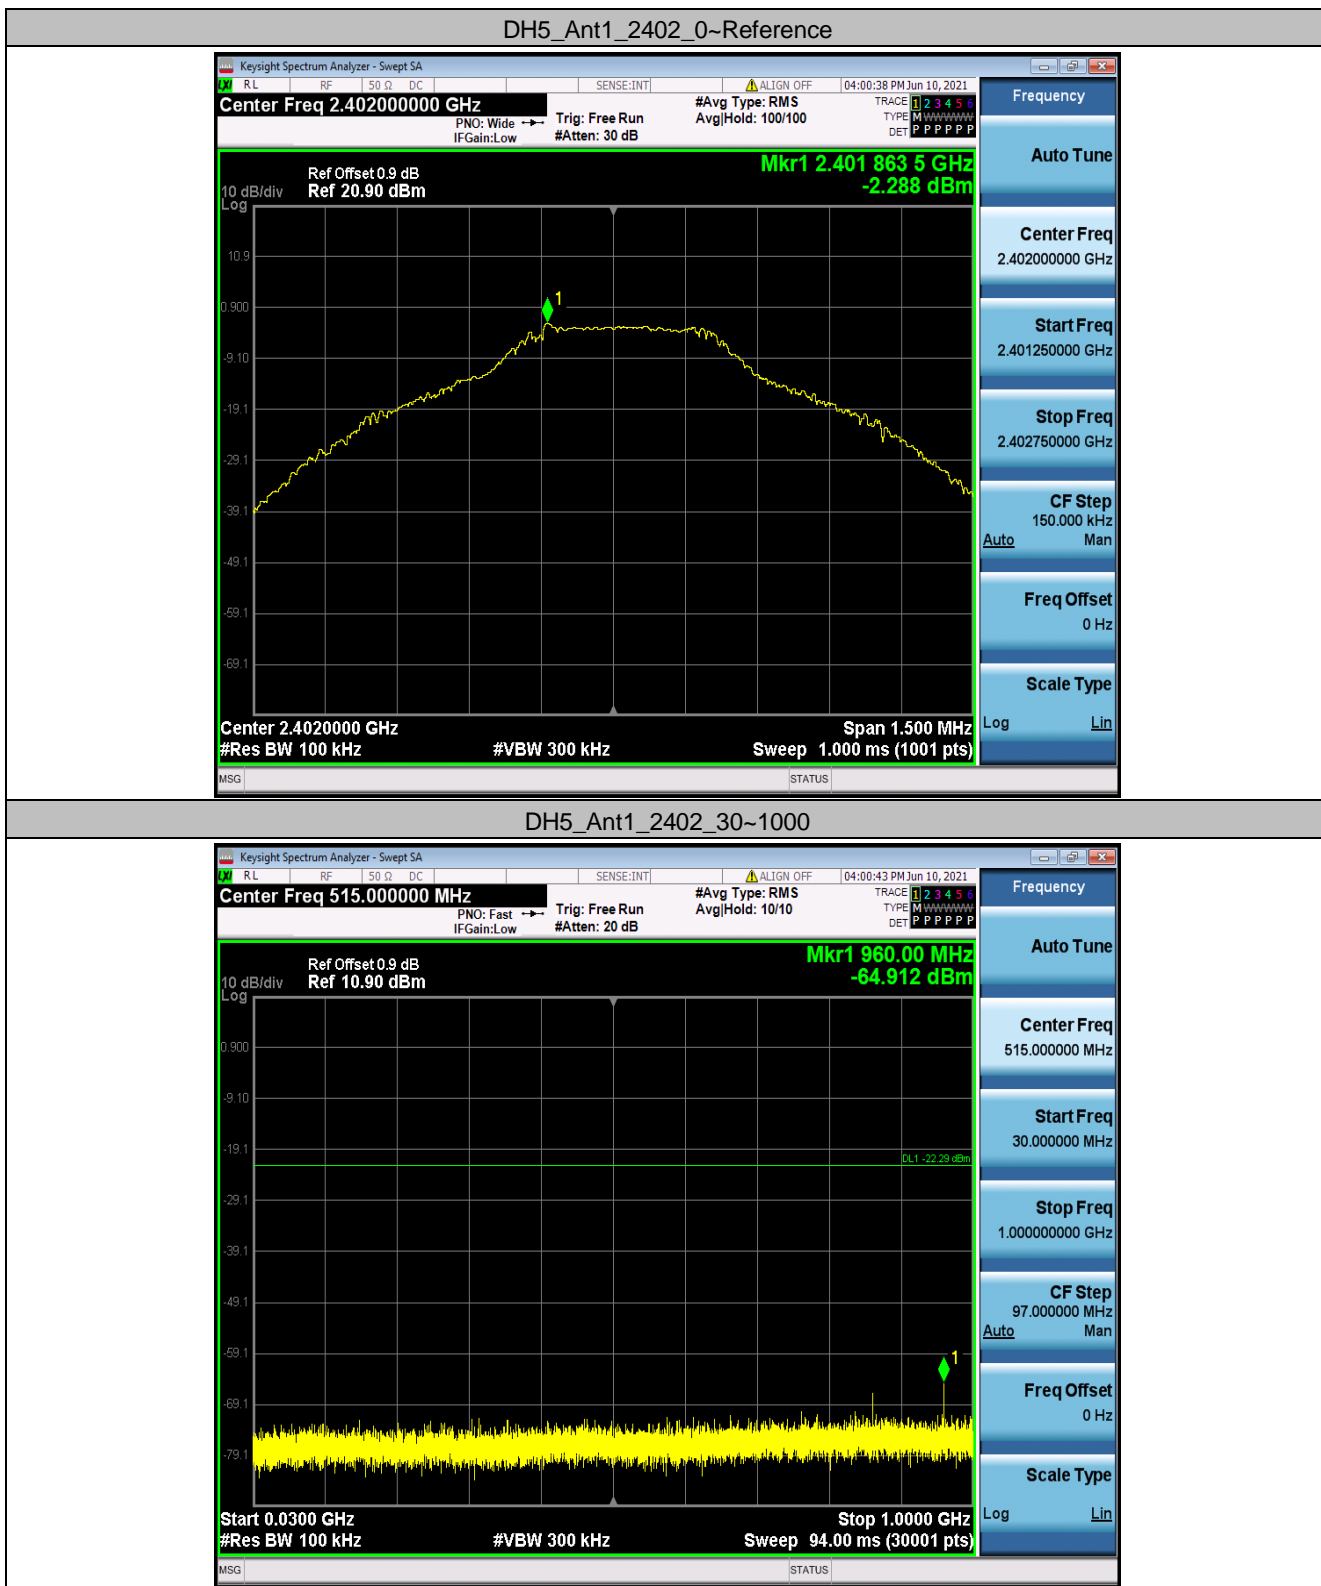 DH5_Ant1_2402_0~Reference
Keysight Spectrum Analyzer - Swept SA
LXI RL RF 50 Ω DC SENSE:INT ALIGN OFF 04:00:38 PM Jun 10, 2021
Center Freq 2.402000000 GHz
#Avg Type: RMS
TRACE 1 2 3 4 5 6
PNO: Wide
Trig: Free Run
Avg|Hold: 100/100
TYPE M WWWWW
IFGain:Low
#Atten: 30 dB
DET P P P P P P
Mkr1 2.401 863 5 GHz
-2.288 dBm
Ref Offset 0.9 dB
10 dB/div Ref 20.90 dBm
Log
10.9
1
0.900
-9.10
-19.1
-29.1
-39.1
-49.1
-59.1
-69.1
Center 2.4020000 GHz Span 1.500 MHz
#Res BW 100 kHz #VBW 300 kHz Sweep 1.000 ms (1001 pts)
MSG STATUS
Frequency
Auto Tune
Center Freq
2.402000000 GHz
Start Freq
2.401250000 GHz
Stop Freq
2.402750000 GHz
CF Step
150.000 kHz
Auto Man
Freq Offset
0 Hz
Scale Type
Log Lin
DH5_Ant1_2402_30~1000
Keysight Spectrum Analyzer - Swept SA
LXI RL RF 50 Ω DC SENSE:INT ALIGN OFF 04:00:43 PM Jun 10, 2021
Center Freq 515.000000 MHz
#Avg Type: RMS
TRACE 1 2 3 4 5 6
PNO: Fast
Trig: Free Run
Avg|Hold: 10/10
TYPE M WWWWW
IFGain:Low
#Atten: 20 dB
DET P P P P P P
Mkr1 960.00 MHz
-64.912 dBm
Ref Offset 0.9 dB
10 dB/div Ref 10.90 dBm
Log
0.900
-9.10
-19.1
DL1 -22.29 dBm
-29.1
-39.1
-49.1
-59.1
1
-69.1
-79.1
Start 0.0300 GHz Stop 1.0000 GHz
#Res BW 100 kHz #VBW 300 kHz Sweep 94.00 ms (30001 pts)
MSG STATUS
Frequency
Auto Tune
Center Freq
515.000000 MHz
Start Freq
30.000000 MHz
Stop Freq
1.000000000 GHz
CF Step
97.000000 MHz
Auto Man
Freq Offset
0 Hz
Scale Type
Log Lin